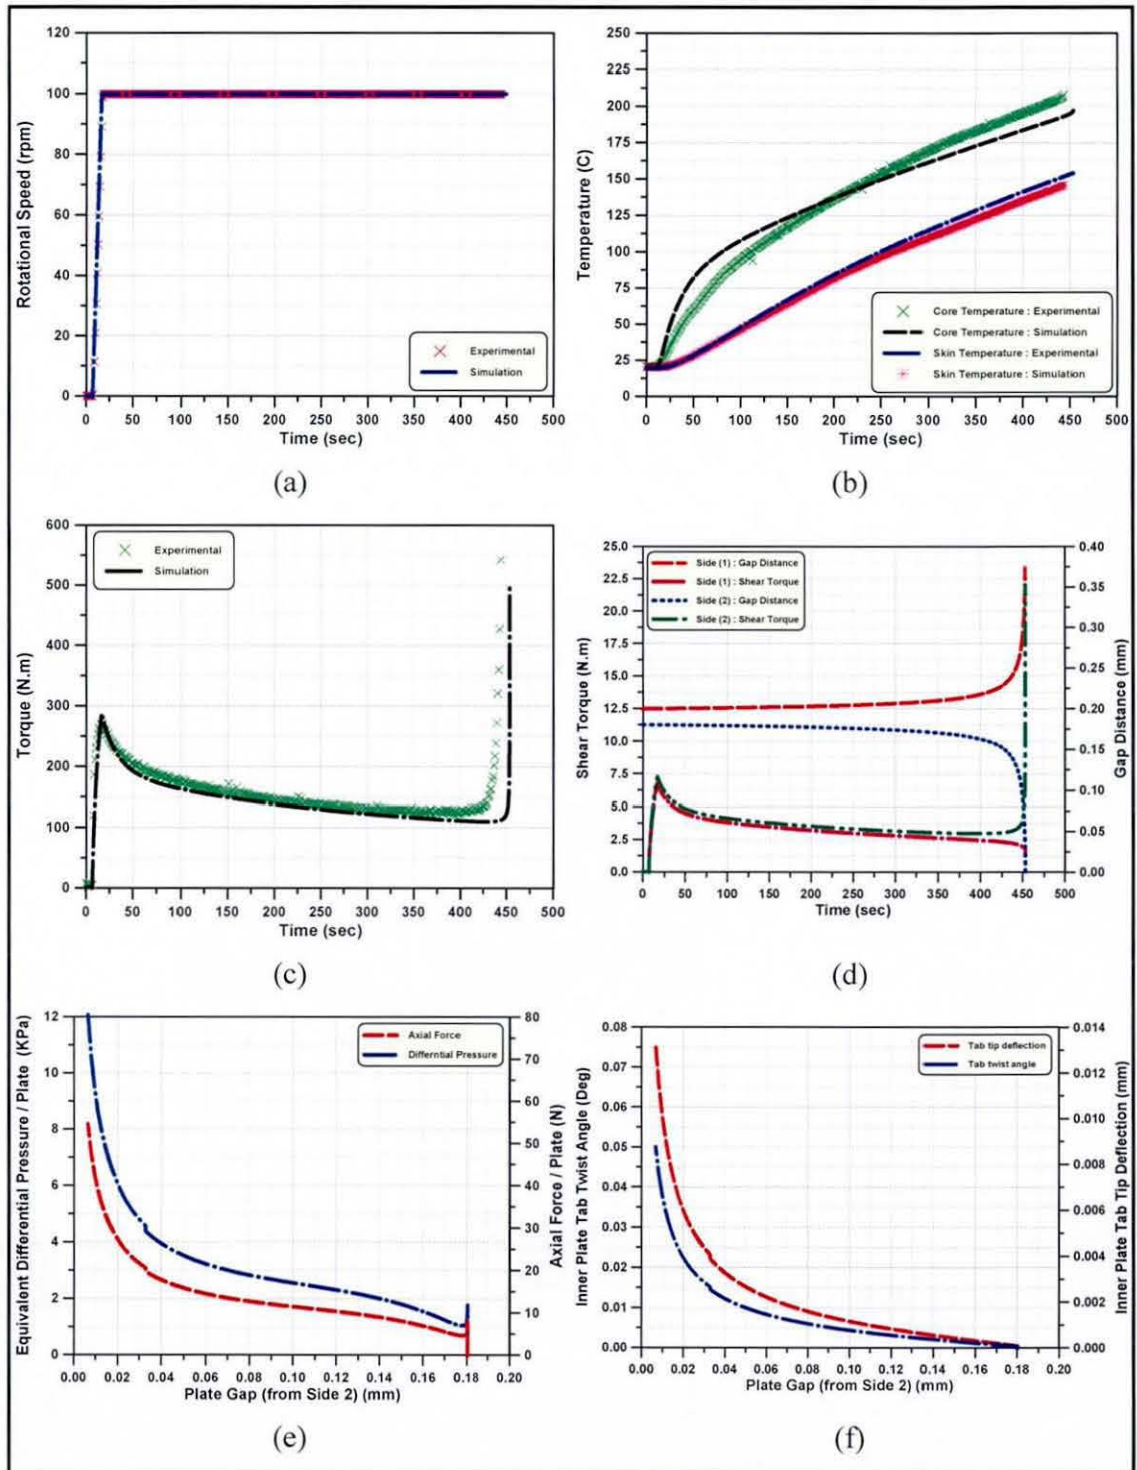 120
100
80
60
40
20
0
Rotational Speed (rpm)
Experimental
Simulation
0 50 100 150 200 250 300 350 400 450 500
Time (sec)
(a)
250
225
200
175
150
125
100
75
50
25
0
Temperature (C)
Core Temperature : Experimental
Core Temperature : Simulation
Skin Temperature : Experimental
Skin Temperature : Simulation
0 50 100 150 200 250 300 350 400 450 500
Time (sec)
(b)
600
500
400
300
200
100
0
Torque (N.m)
Experimental
Simulation
0 50 100 150 200 250 300 350 400 450 500
Time (sec)
(c)
25.0
22.5
20.0
17.5
15.0
12.5
10.0
7.5
5.0
2.5
0.0
Shear Torque (N.m)
Side (1) : Gap Distance
Side (1) : Shear Torque
Side (2) : Gap Distance
Side (2) : Shear Torque
0.40
0.35
0.30
0.25
0.20
0.15
0.10
0.05
0.00
Gap Distance (mm)
0 50 100 150 200 250 300 350 400 450 500
Time (sec)
(d)
12
10
8
6
4
2
0
Equivalent Differential Pressure / Plate (KPa)
Axial Force
Differntial Pressure
80
70
60
50
40
30
20
10
0
Axial Force / Plate (N)
0.00 0.02 0.04 0.06 0.08 0.10 0.12 0.14 0.16 0.18 0.20
Plate Gap (from Side 2) (mm)
(e)
0.08
0.07
0.06
0.05
0.04
0.03
0.02
0.01
0.00
Inner Plate Tab Twist Angle (Deg)
Tab tip deflection
Tab twist angle
0.014
0.012
0.010
0.008
0.006
0.004
0.002
0.000
Inner Plate Tab Tip Deflection (mm)
0.00 0.02 0.04 0.06 0.08 0.10 0.12 0.14 0.16 0.18 0.20
Plate Gap (from Side 2) (mm)
(f)